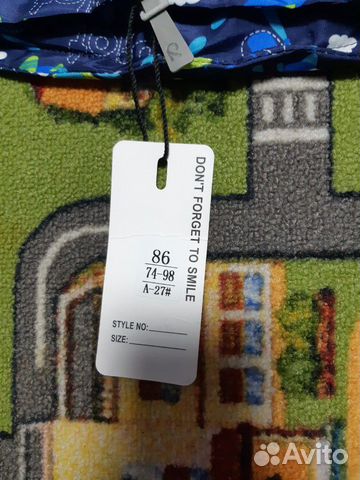 DON'T FORGET TO SMILE
86
74-98
A-27#
STYLE NO:
SIZE:
Avito